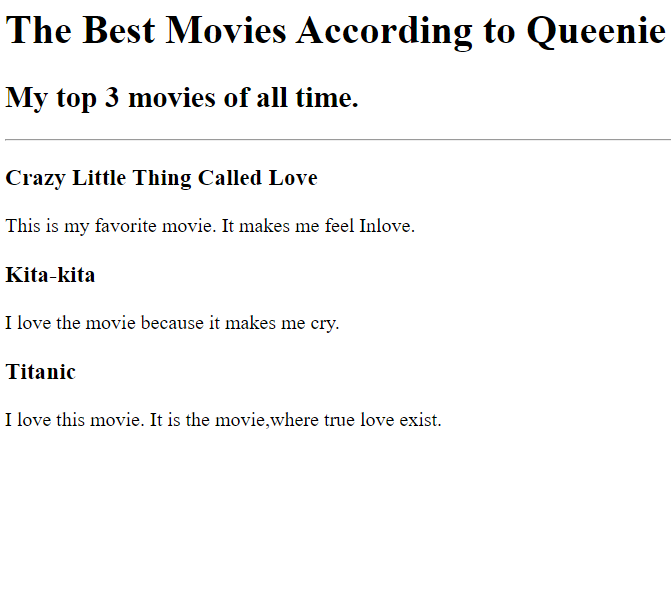 The Best Movies According to Queenie
My top 3 movies of all time.
Crazy Little Thing Called Love
This is my favorite movie. It makes me feel Inlove.
Kita-kita
I love the movie because it makes me cry.
Titanic
I love this movie. It is the movie,where true love exist.